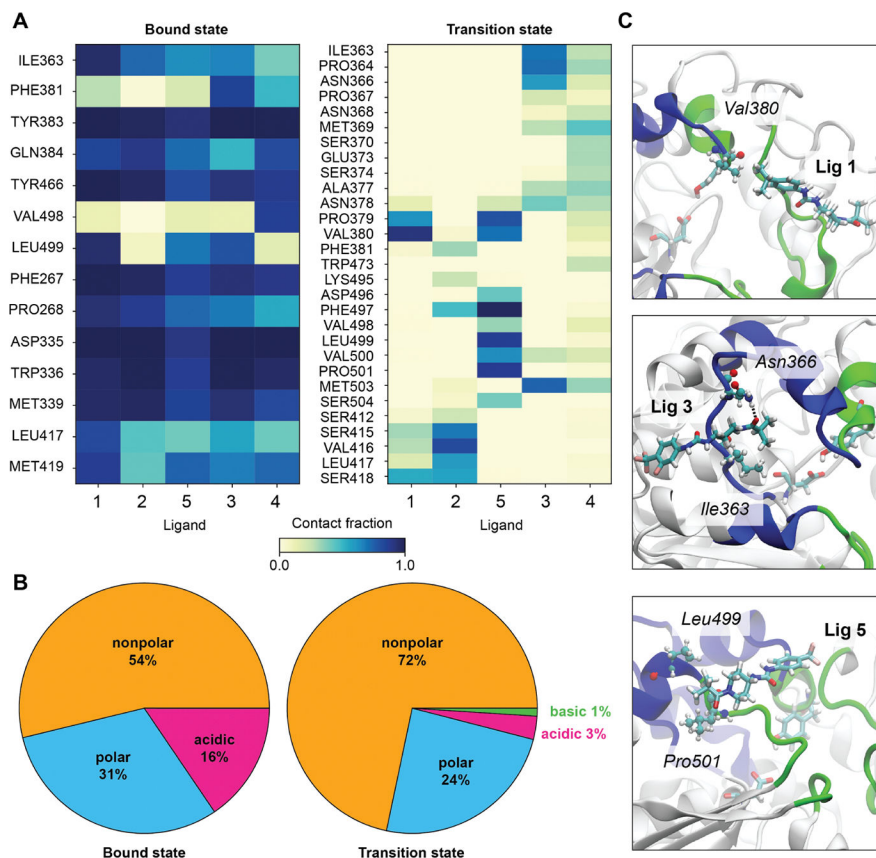 A
Bound state
ILE363
PHE381
TYR383
GLN384
TYR466
VAL498
LEU499
PHE267
PRO268
ASP335
TRP336
MET339
LEU417
MET419
1 2 5 3 4
Ligand
Transition state
ILE363
PRO364
ASN366
PRO367
ASN368
MET369
SER370
GLU373
SER374
ALA377
ASN378
PRO379
VAL380
PHE381
TRP473
LYS495
ASP496
PHE497
VAL498
LEU499
VAL500
PRO501
MET503
SER504
SER412
SER415
VAL416
LEU417
SER418
1 2 5 3 4
Ligand
Contact fraction
0.0 1.0
B
nonpolar
54%
polar
31%
acidic
16%
Bound state
nonpolar
72%
basic 1%
acidic 3%
polar
24%
Transition state
C
Val380
Lig 1
Asn366
Lig 3
Ile363
Leu499
Lig 5
Pro501